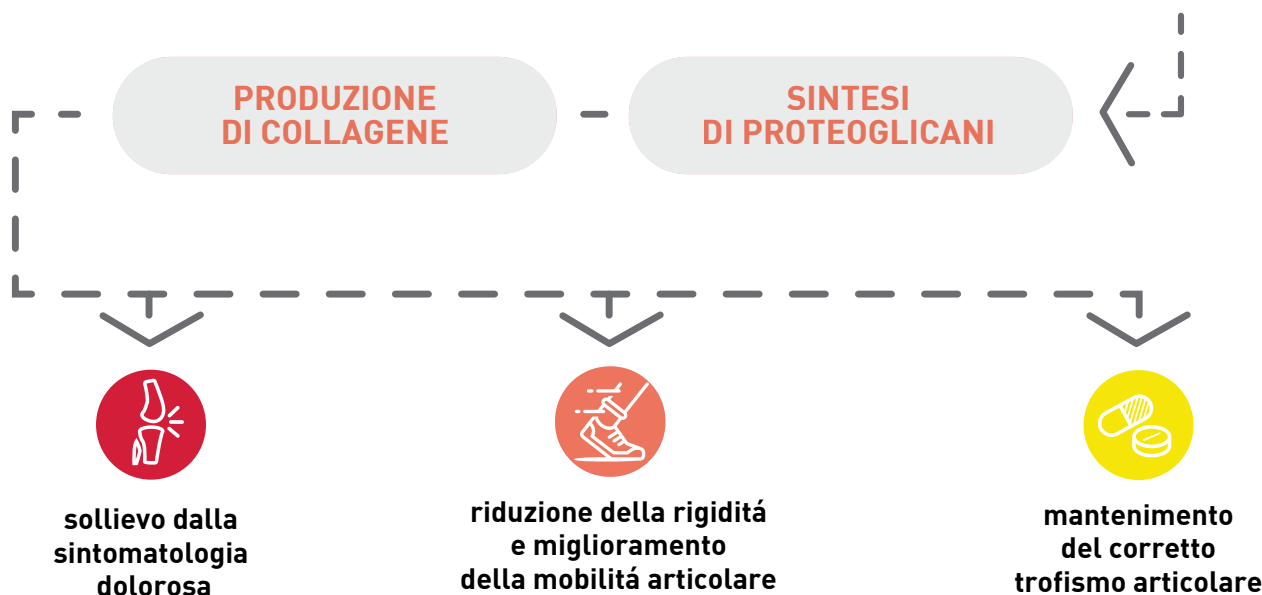 PRODUZIONE
DI COLLAGENE
SINTESI
DI PROTEOGLICANI
sollievo dalla
sintomatologia
dolorosa
riduzione della rigiditá
e miglioramento
della mobilitá articolare
mantenimento
del corretto
trofismo articolare